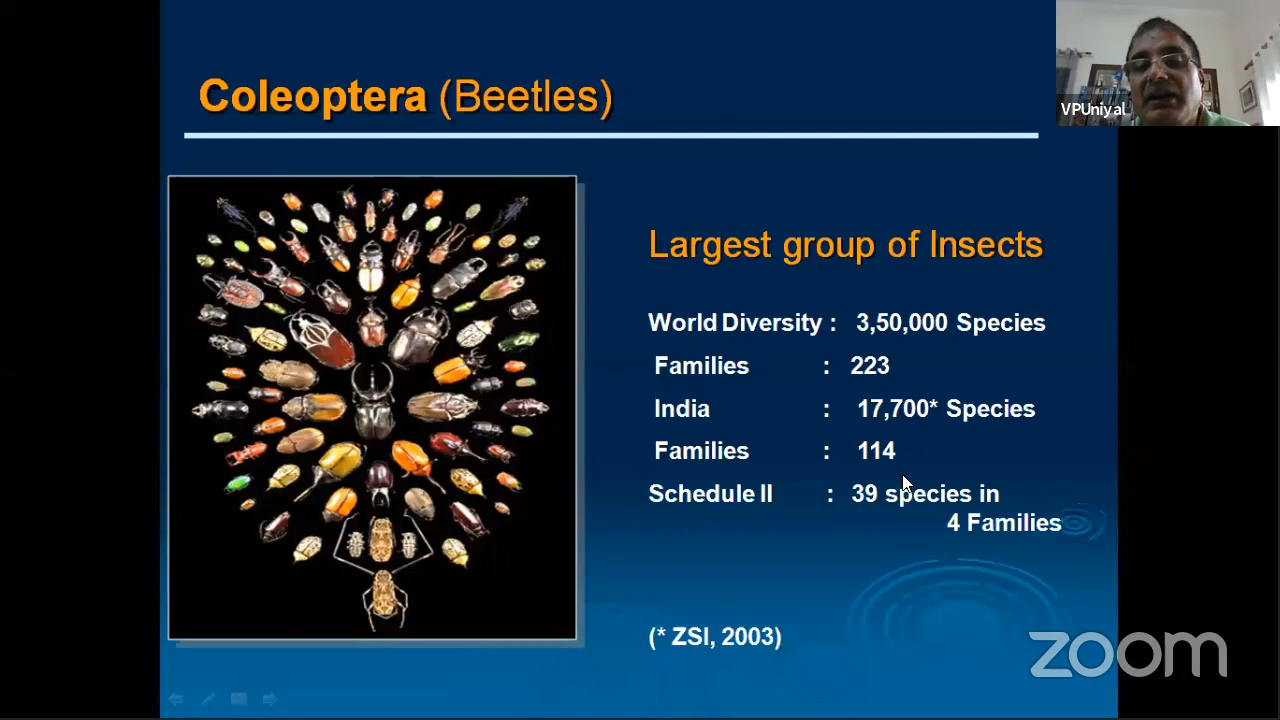 Coleoptera (Beetles)
VPUniyal
Largest group of Insects
World Diversity : 3,50,000 Species
Families : 223
India : 17,700* Species
Families : 114
Schedule II : 39 species in
4 Families
(* ZSI, 2003)
zoom